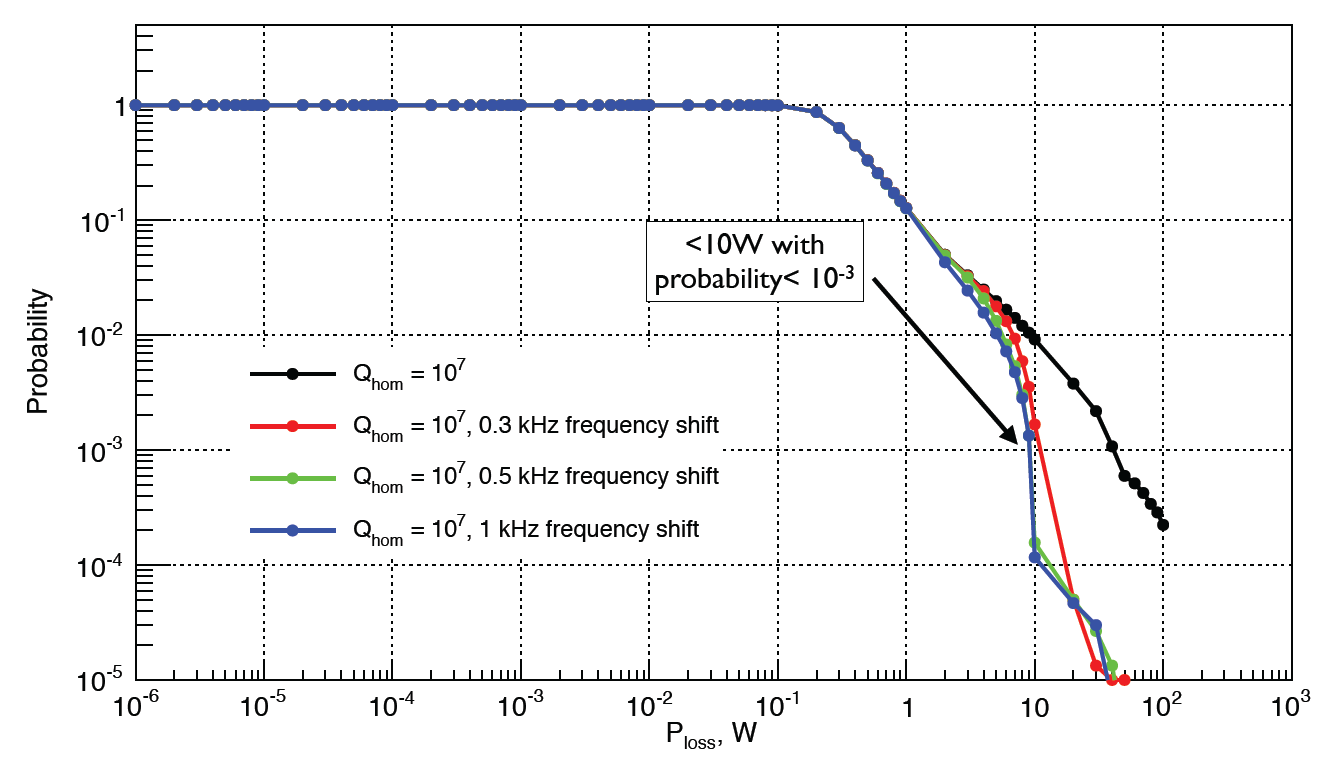 1
10-1
10-2
10-3
10-4
10-5
Probability
<10W with
probability< 10-3
Qhom = 107
Qhom = 107, 0.3 kHz frequency shift
Qhom = 107, 0.5 kHz frequency shift
Qhom = 107, 1 kHz frequency shift
10-6 10-5 10-4 10-3 10-2 10-1 1 10 102 103
Ploss, W